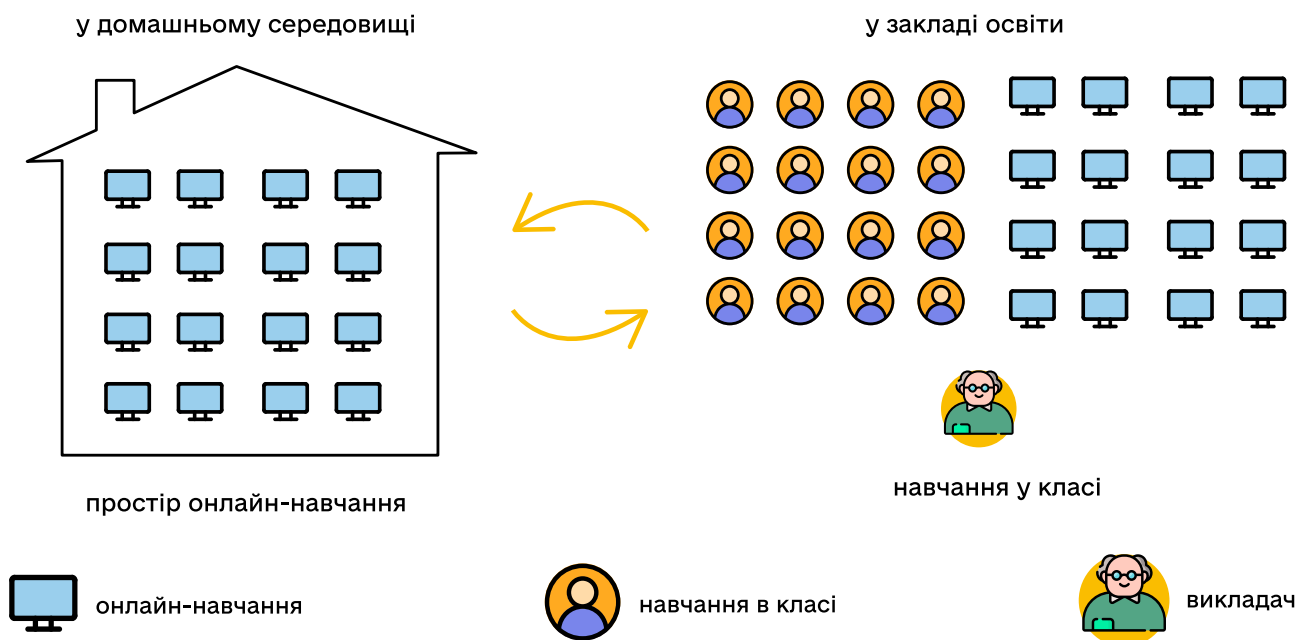 у домашньому середовищі
у закладі освіти
простір онлайн-навчання
навчання у класі
онлайн-навчання
навчання в класі
викладач